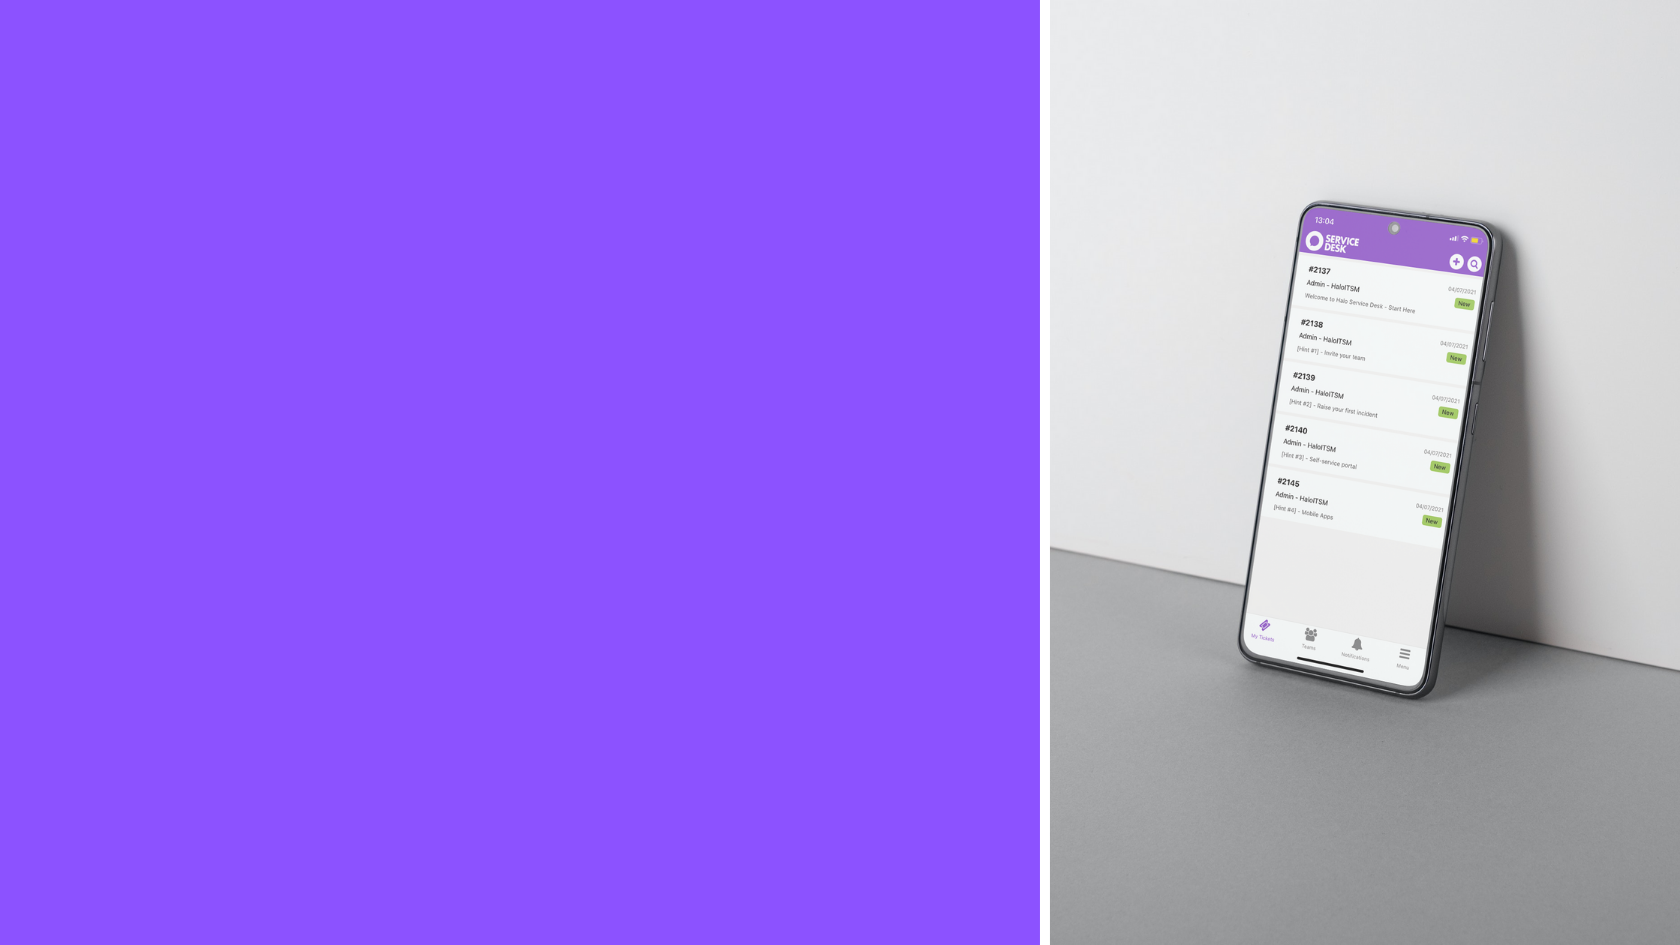 13:04
SERVICE
DESK
#2137
04/07/2021
Admin - HaloITSM
New
Welcome to Halo Service Desk - Start Here
#2138
04/07/2021
Admin - HaloITSM
New
[Hint #1] - Invite your team
#2139
04/07/2021
Admin - HaloITSM
New
[Hint #2] - Raise your first incident
#2140
04/07/2021
Admin - HaloITSM
New
[Hint #3] - Self-service portal
#2145
04/07/2021
Admin - HaloITSM
New
[Hint #4] - Mobile Apps
My Tickets
Teams
Notifications
Menu